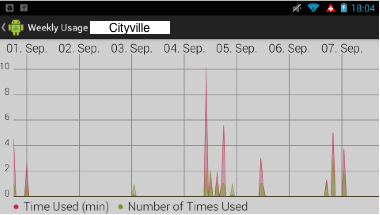 18:04
Weekly Usage Cityville
01. Sep. 02. Sep. 03. Sep. 04. Sep. 05. Sep. 06. Sep. 07. Sep.
10
8
6
4
2
0
Time Used (min) Number of Times Used